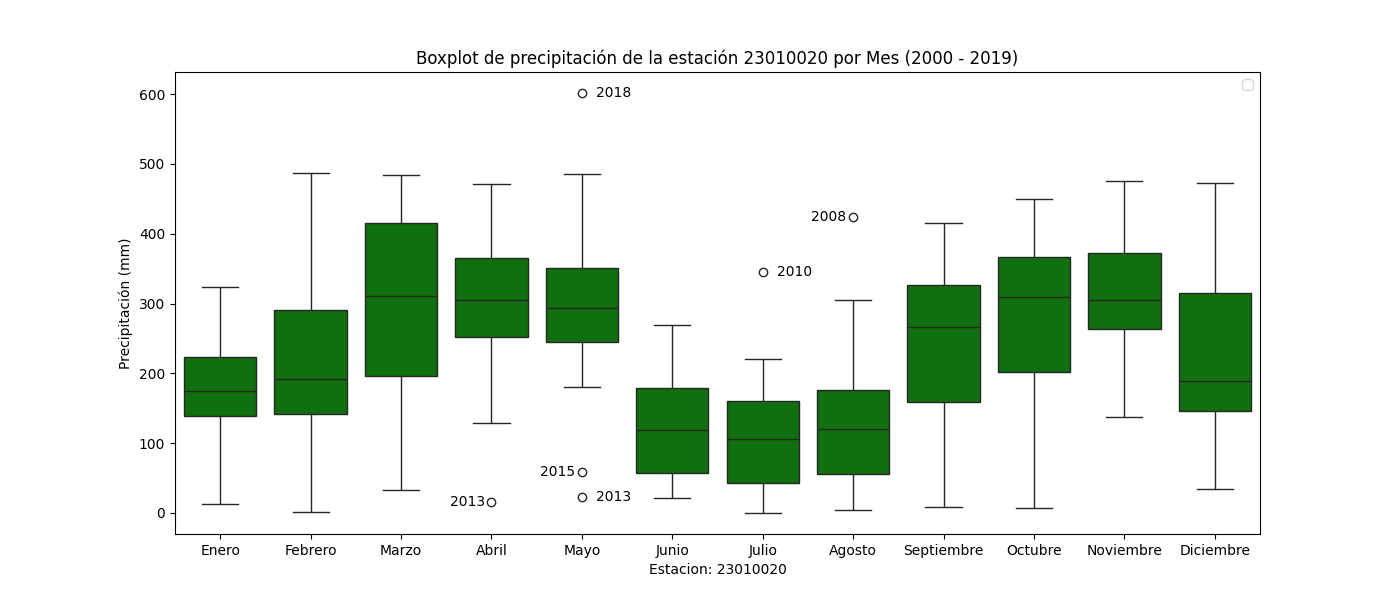 Boxplot de precipitación de la estación 23010020 por Mes (2000 - 2019)
600
500
400
300
200
100
0
Precipitación (mm)
2018
2008
2010
2015
2013
2013
Enero
Febrero
Marzo
Abril
Mayo
Junio
Julio
Agosto
Septiembre
Octubre
Noviembre
Diciembre
Estacion: 23010020